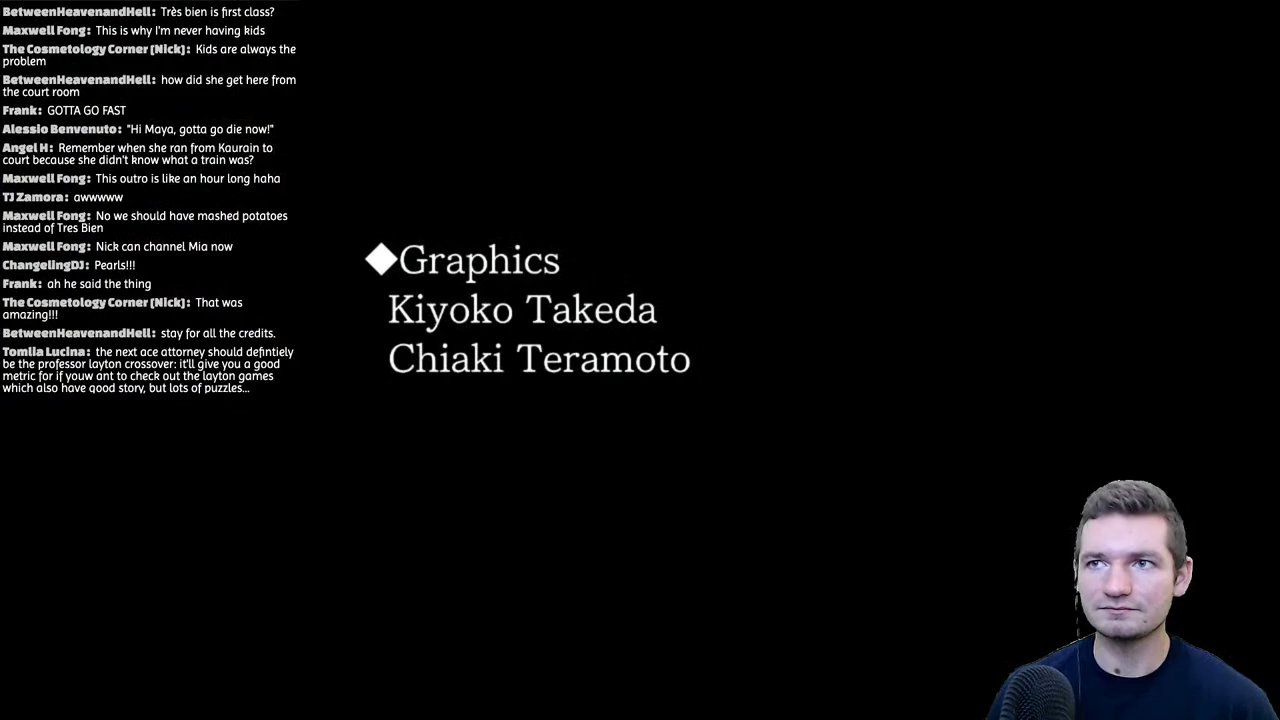 BetweenHeavenandHell: Très bien is first class?
Maxwell Fong: This is why I'm never having kids
The Cosmetology Corner (Nick): Kids are always the
problem
BetweenHeavenandHell: how did she get here from
the court room
Frank: GOTTA GO FAST
Alessio Benvenuto: "Hi Maya, gotta go die now!"
Angel H: Remember when she ran from Kaurain to
court because she didn't know what a train was?
Maxwell Fong: This outro is like an hour long haha
TJ Zamora: awwwww
Maxwell Fong: No we should have mashed potatoes
instead of Tres Bien
Maxwell Fong: Nick can channel Mia now
ChangelingDJ: Pearls!!!
Frank: ah he said the thing
The Cosmetology Corner (Nick): That was
amazing!!!
BetweenHeavenandHell: stay for all the credits.
Tomlia Lucina: the next ace attorney should defintiely
be the professor layton crossover: it'll give you a good
metric for if youw ant to check out the layton games
which also have good story, but lots of puzzles...
◆Graphics
Kiyoko Takeda
Chiaki Teramoto